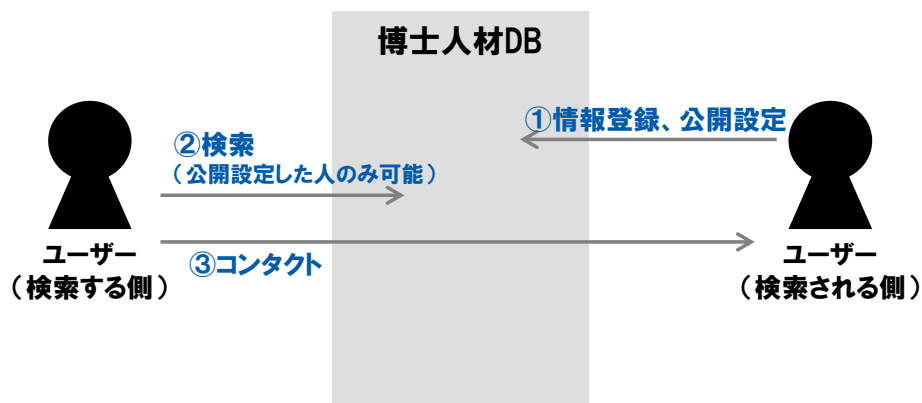 博士人材DB
①情報登録、公開設定
②検索
（公開設定した人のみ可能）
③コンタクト
ユーザー
（検索する側）
ユーザー
（検索される側）